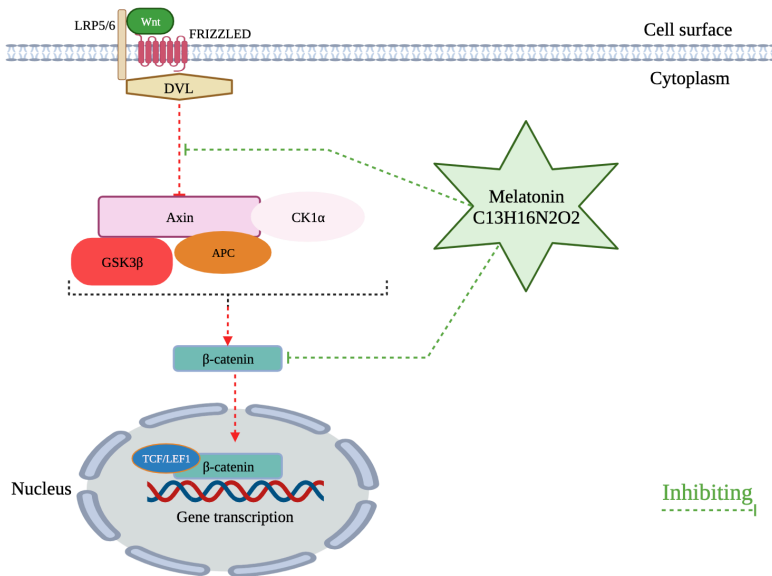 Wnt
LRP5/6
FRIZZLED
Cell surface
Cytoplasm
DVL
Melatonin
C13H16N2O2
Axin
CK1α
APC
GSK3β
β-catenin
TCF/LEF1
β-catenin
Nucleus
Gene transcription
Inhibiting